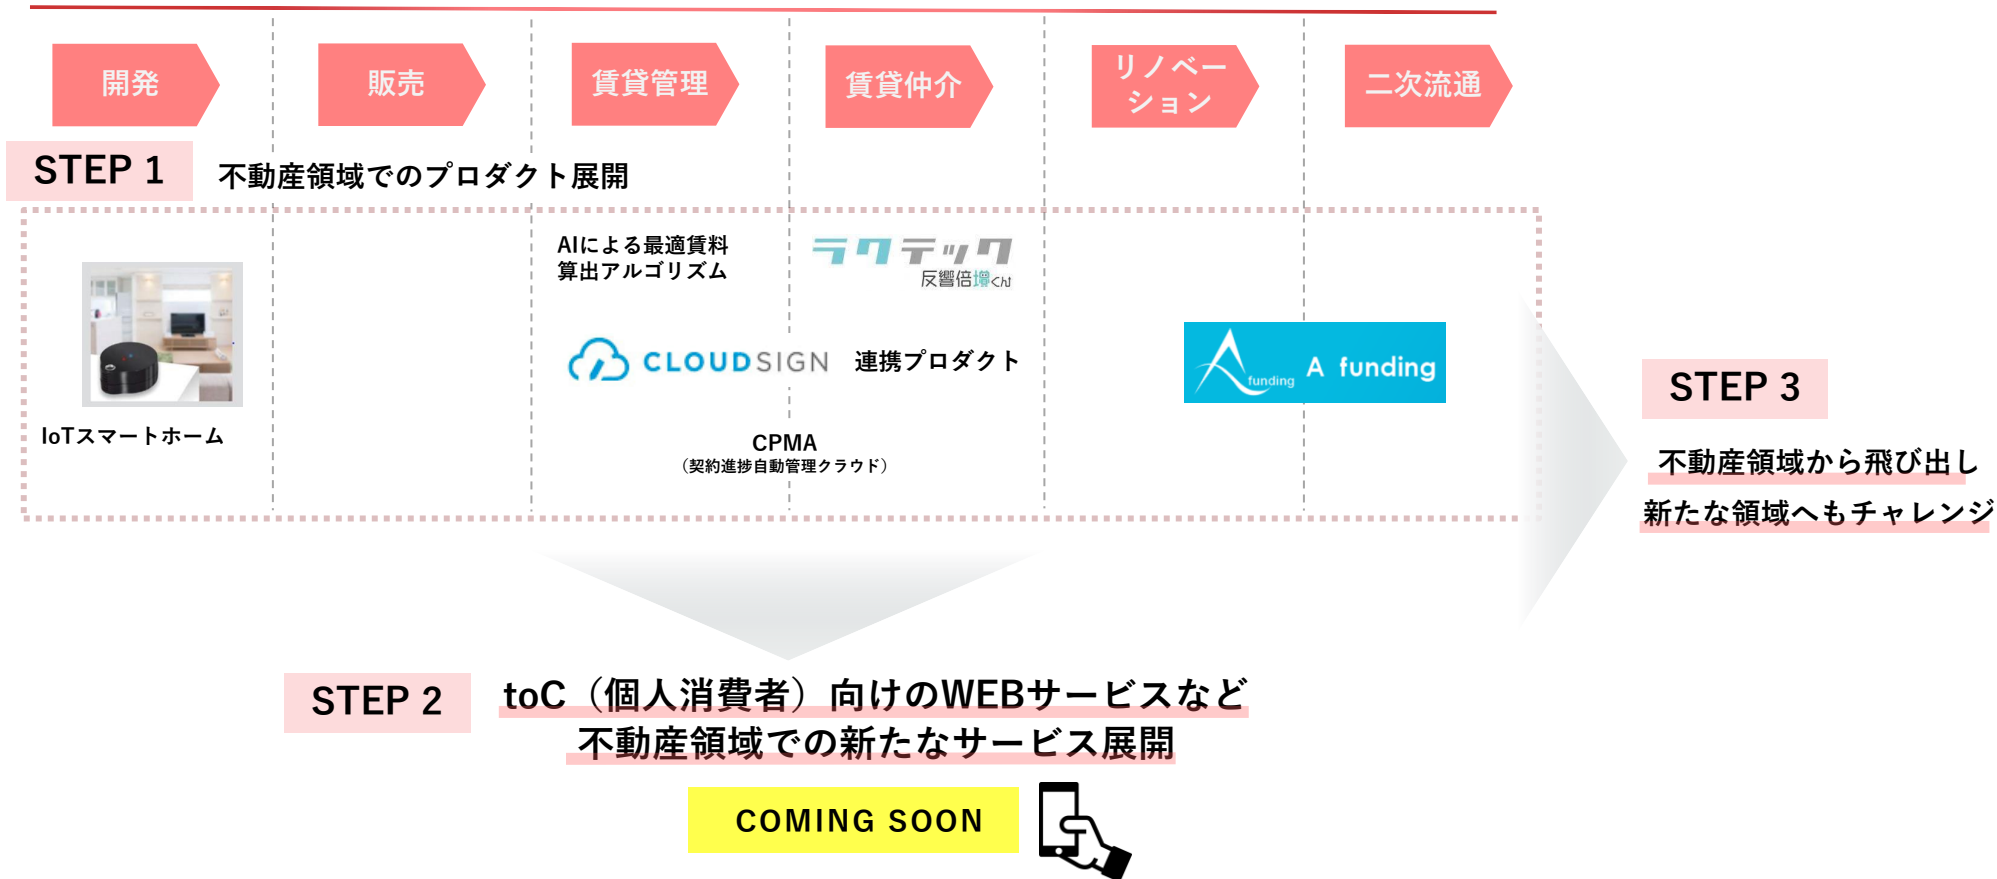 開発
販売
賃貸管理
賃貸仲介
リノベー
ション
二次流通
STEP 1
不動産領域でのプロダクト展開
AIによる最適賃料
算出アルゴリズム
ラクテック
反響倍増くん
CLOUDSIGN
連携プロダクト
funding
A funding
IoTスマートホーム
CPMA
（契約進捗自動管理クラウド）
STEP 3
不動産領域から飛び出し
新たな領域へもチャレンジ
STEP 2
toC（個人消費者）向けのWEBサービスなど
不動産領域での新たなサービス展開
COMING SOON